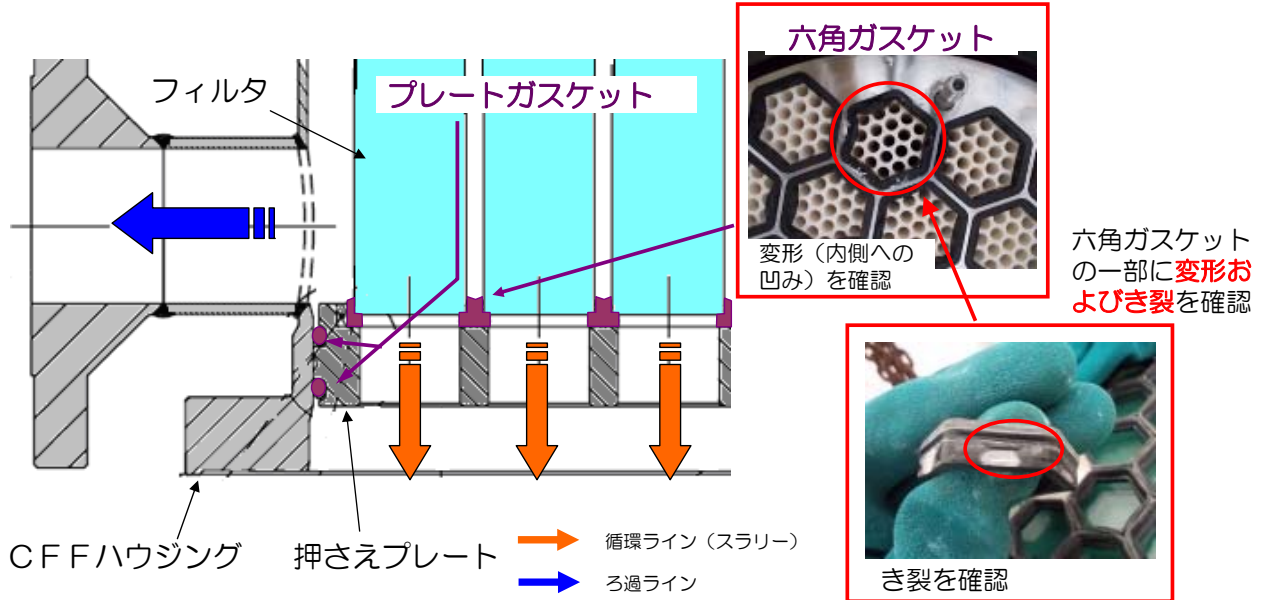 六角ガスケット
フィルタ
プレートガスケット
変形（内側への
凹み）を確認
六角ガスケット
の一部に変形お
よびき裂を確認
ＣＦＦハウジング
押さえプレート
循環ライン（スラリー）
ろ過ライン
き裂を確認